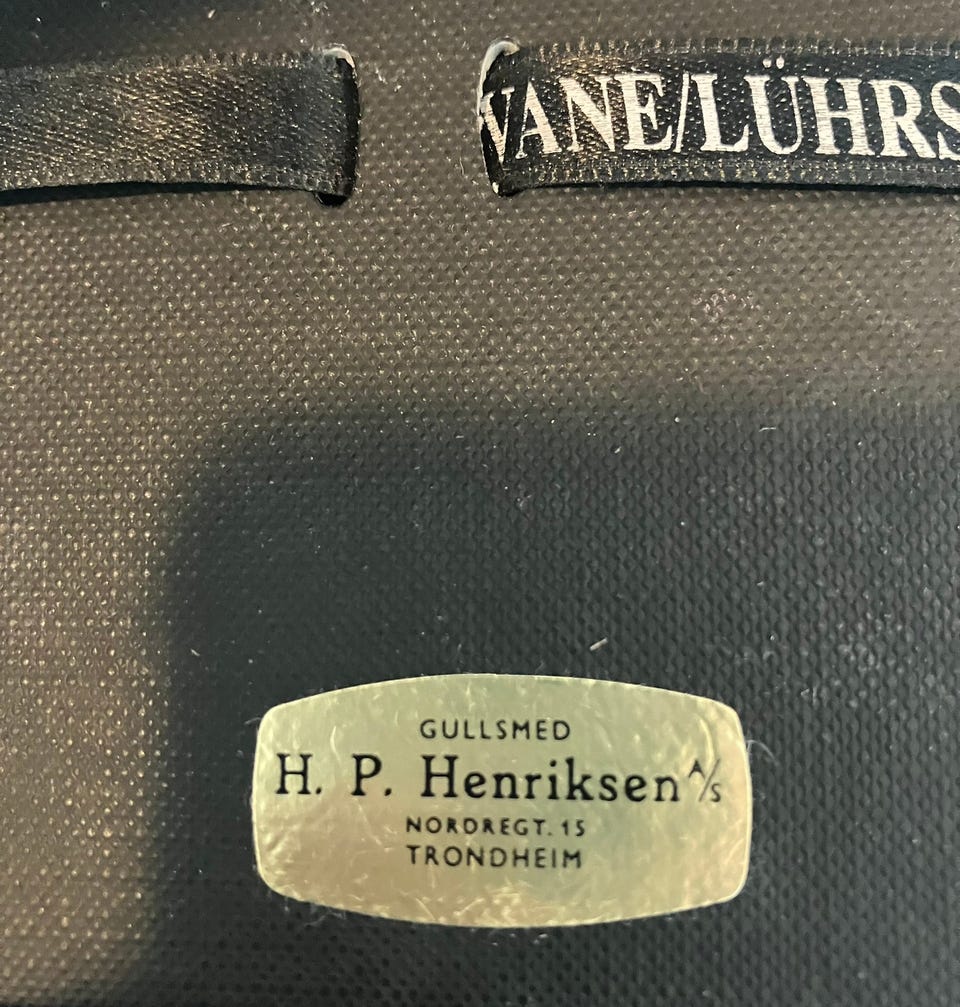 VANE/LÜHRS
GULLSMED
H. P. Henriksen A/S
NORDREGT. 15
TRONDHEIM